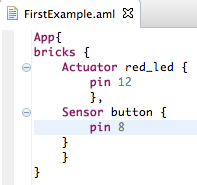 FirstExample.aml
App{
bricks {
Actuator red_led {
pin 12
},
Sensor button {
pin 8
}
}
}